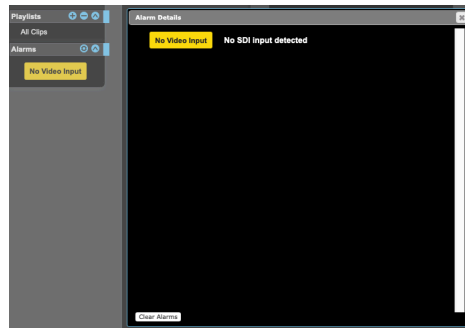 Playlists
All Clips
Alarms
No Video Input
Alarm Details
No Video Input No SDI input detected
Clear Alarms